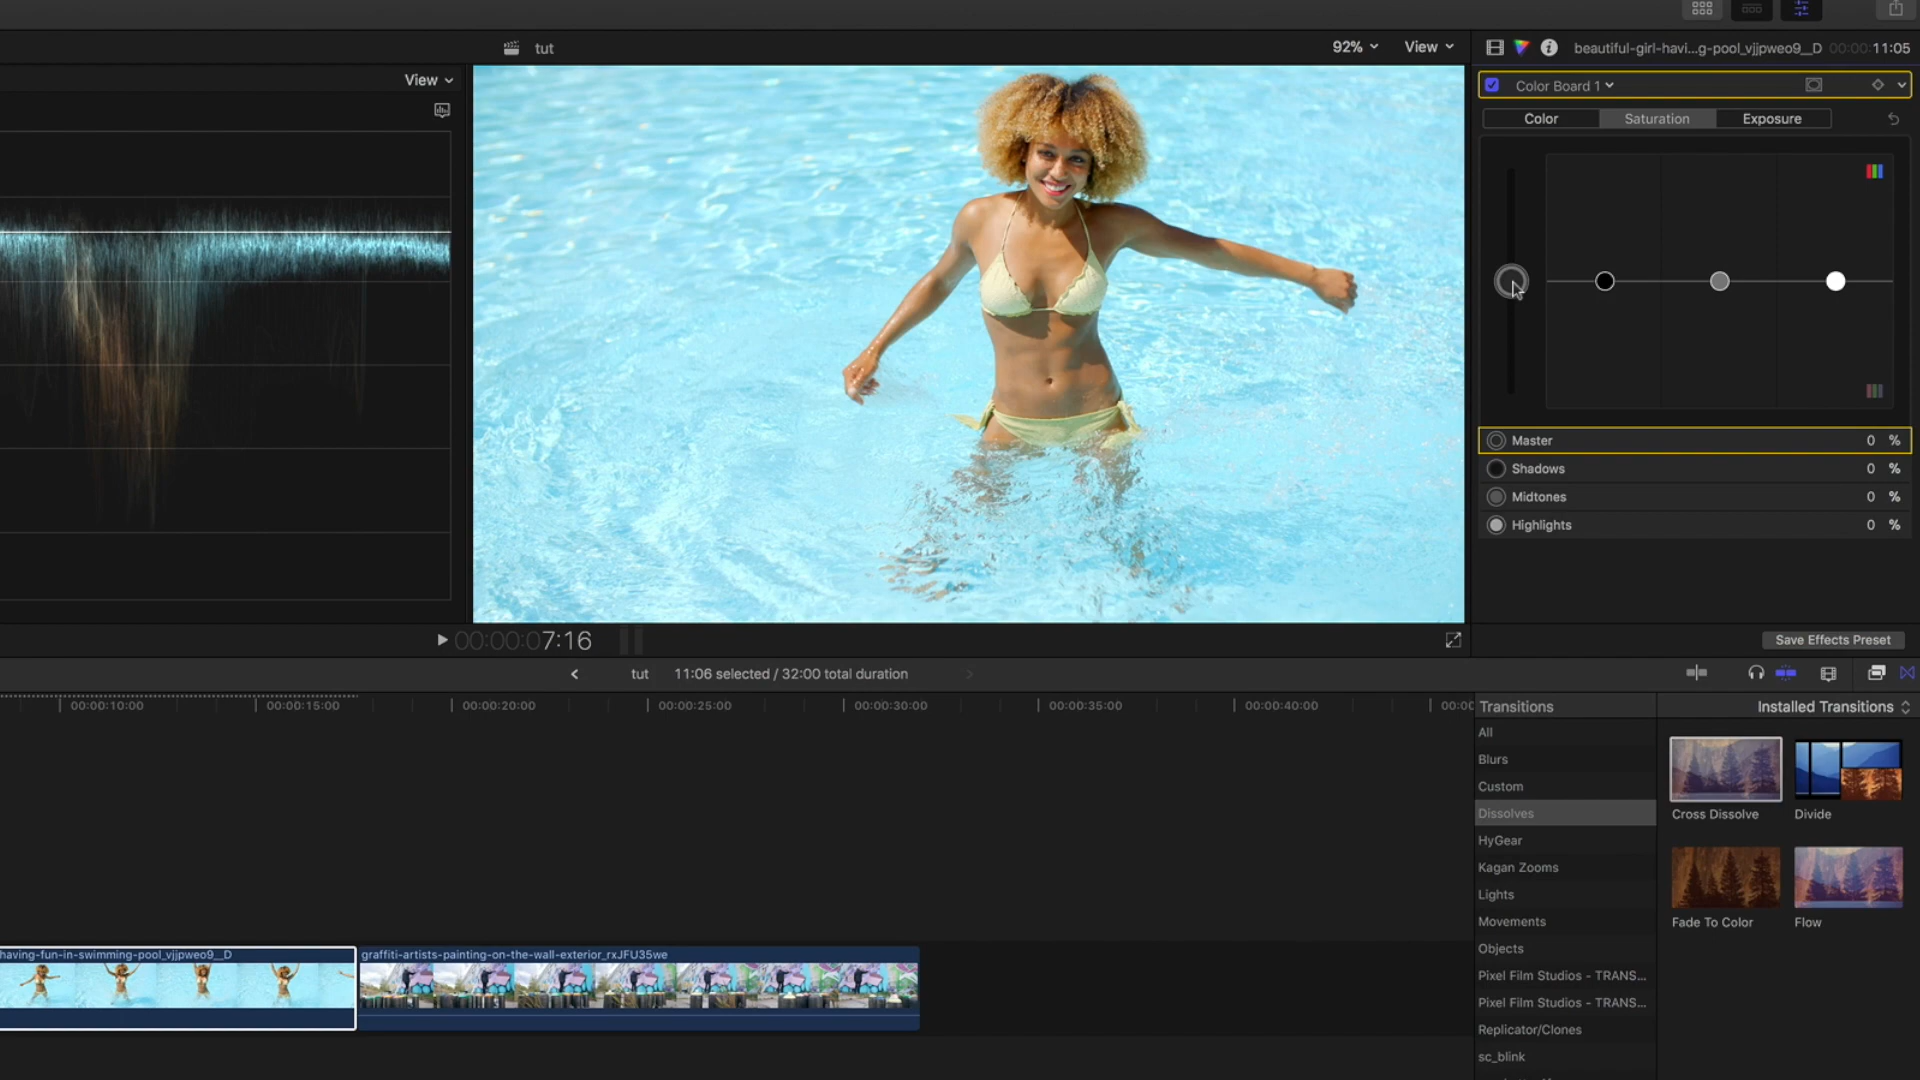 tut
92%
View
beautiful-girl-havi...g-pool_vjjpweo9__D
00:00:11:05
View
Color Board 1
Color
Saturation
Exposure
Master 0 %
Shadows 0 %
Midtones 0 %
Highlights 0 %
00:00:07:16
Save Effects Preset
tut
11:06 selected / 32:00 total duration
00:00:10:00
00:00:15:00
00:00:20:00
00:00:25:00
00:00:30:00
00:00:35:00
00:00:40:00
00:00
Transitions
Installed Transitions
All
Blurs
Custom
Dissolves
HyGear
Kagan Zooms
Lights
Movements
Objects
Pixel Film Studios - TRANS...
Pixel Film Studios - TRANS...
Replicator/Clones
sc_blink
Cross Dissolve
Divide
Fade To Color
Flow
having-fun-in-swimming-pool_vjjpweo9__D
graffiti-artists-painting-on-the-wall-exterior_rxJFU35we